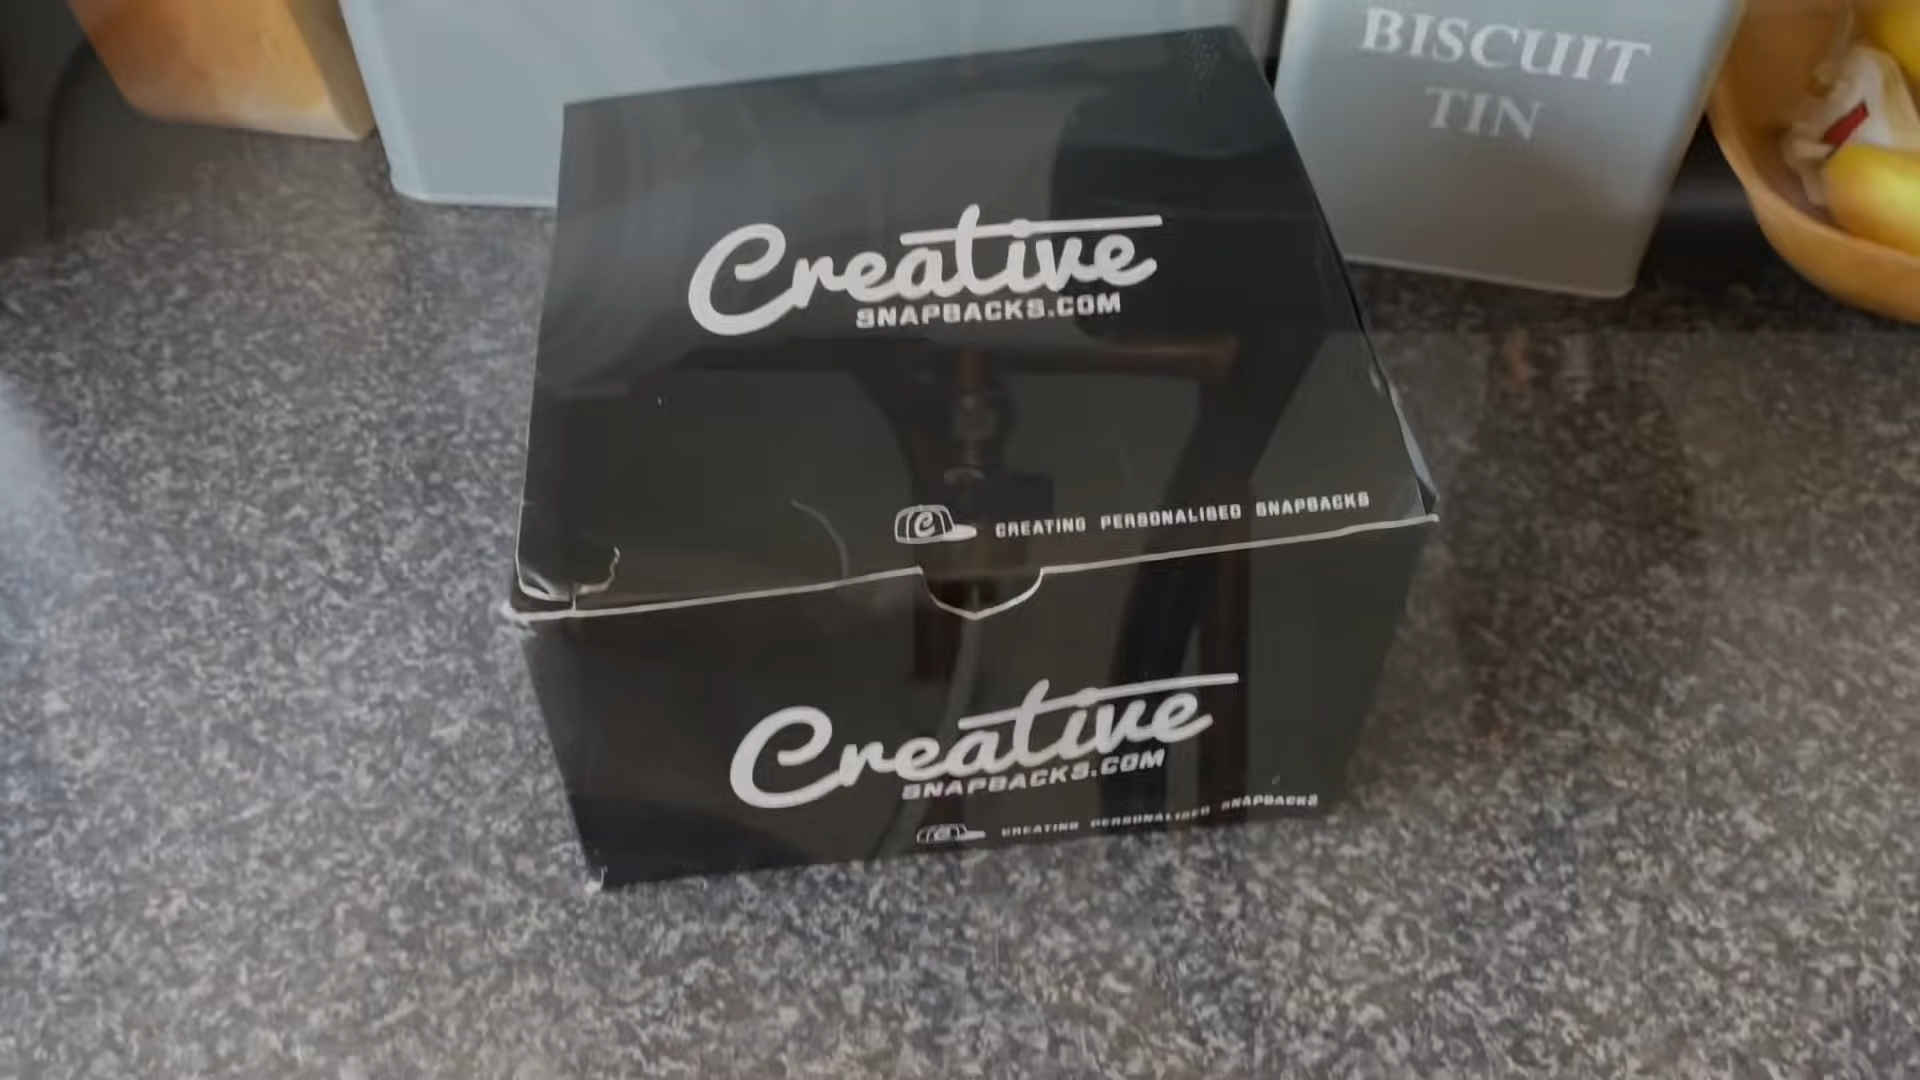 BISCUIT
TIN
Creative
SNAPBACKS.COM
C CREATING PERSONALISED SNAPBACKS
Creative
SNAPBACKS.COM
C CREATING PERSONALISED SNAPBACKS